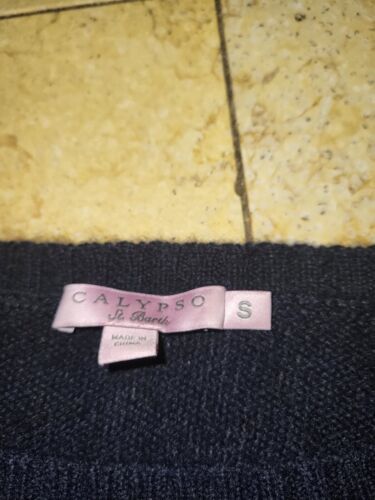 CALYPSO
St. Barth
S
MADE IN
CHINA